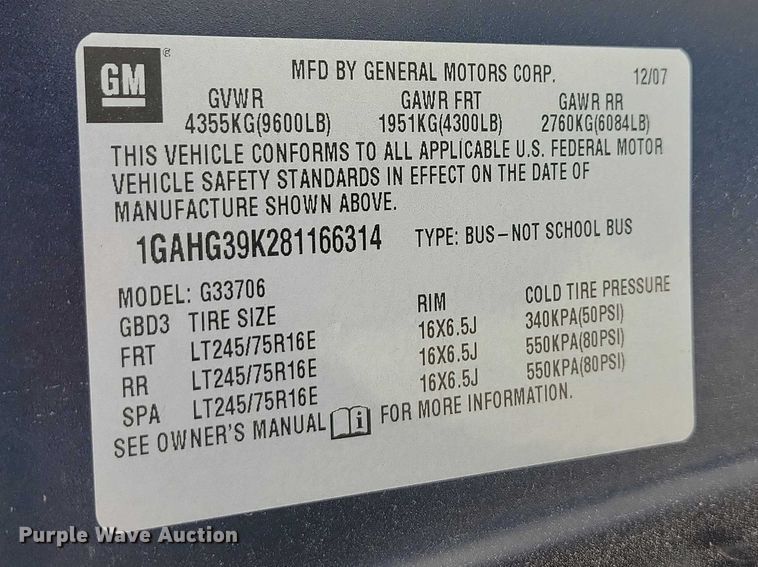 GM ®
MFD BY GENERAL MOTORS CORP. 12/07
GVWR GAWR FRT GAWR RR
4355KG(9600LB) 1951KG(4300LB) 2760KG(6084LB)
THIS VEHICLE CONFORMS TO ALL APPLICABLE U.S. FEDERAL MOTOR
VEHICLE SAFETY STANDARDS IN EFFECT ON THE DATE OF
MANUFACTURE SHOWN ABOVE.
1GAHG39K281166314 TYPE: BUS-NOT SCHOOL BUS
MODEL: G33706
GBD3 TIRE SIZE RIM COLD TIRE PRESSURE
FRT LT245/75R16E 16X6.5J 340KPA(50PSI)
RR LT245/75R16E 16X6.5J 550KPA(80PSI)
SPA LT245/75R16E 16X6.5J 550KPA(80PSI)
SEE OWNER'S MANUAL i FOR MORE INFORMATION.
Purple Wave Auction